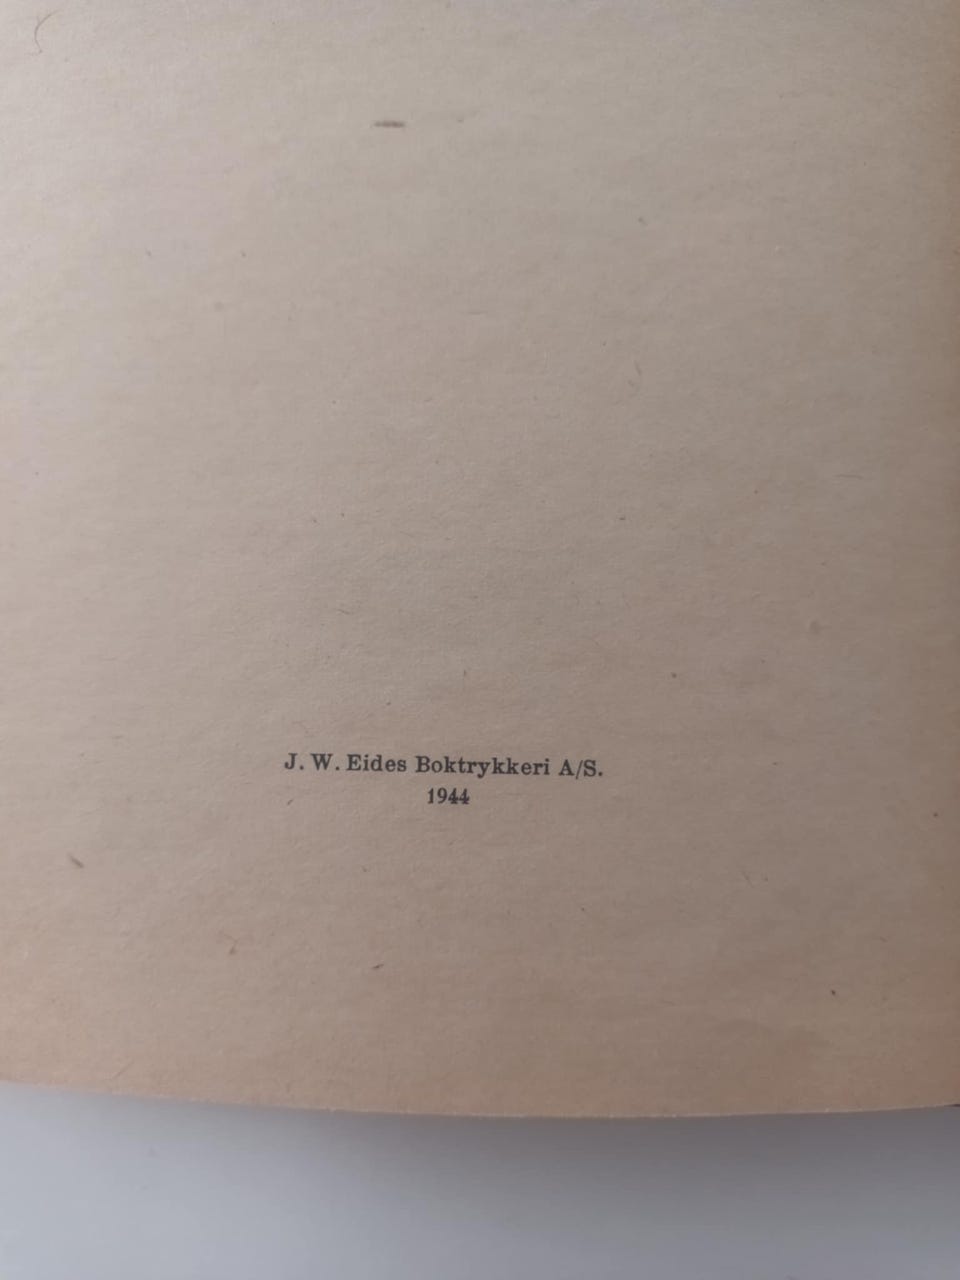 J. W. Eides Boktrykkeri A/S.
1944